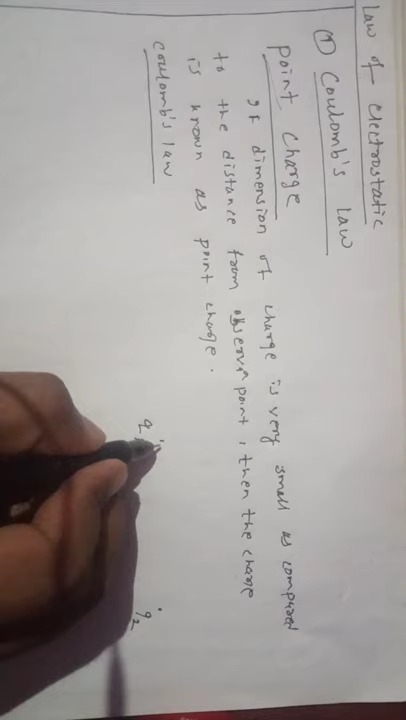 Law of electrostatic
(1) Coulomb's Law
Point charge
If dimension of charge is very small as compared
to the distance from observe point, then the charge
is known as point charge.
Coulomb's law
q1 q2